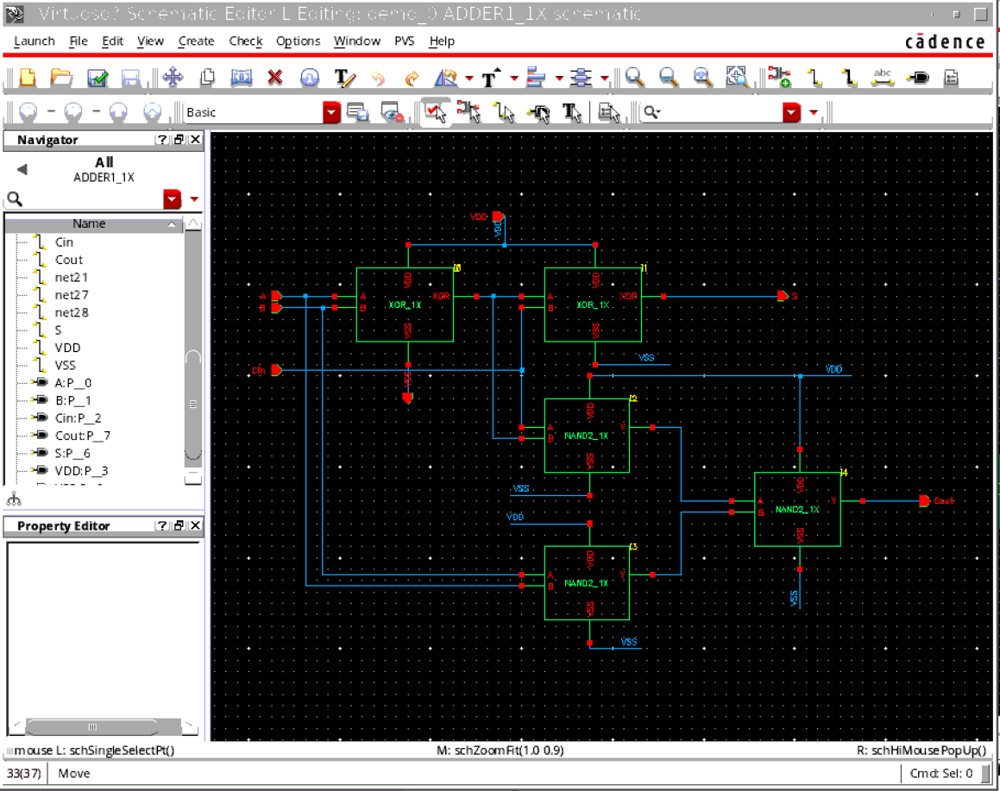 Virtuoso? Schematic Editor L Editing: demo_0 ADDER1_1X schematic
Launch File Edit View Create Check Options Window PVS Help cādence
abc
Basic
Navigator
All
ADDER1_1X
Name
Cin
Cout
net21
net27
net28
S
VDD
VSS
A:P__0
B:P__1
Cin:P__2
Cout:P__7
S:P__6
VDD:P__3
Property Editor
VDD
VDD
VDD VDD
I1
A A XOR A XOR S
B B XOR_1X B XOR_1X
VSS VSS
VSS
Cin
VSS
VDD
VDD
A Y
B NAND2_1X
VSS
VSS
I4
VDD
A Y Cout
B NAND2_1X
VSS
VDD
I3
VDD
A Y
B NAND2_1X
VSS
VSS
VSS
mouse L: schSingleSelectPt() M: schZoomFit(1.0 0.9) R: schHiMousePopUp()
33(37) Move Cmd: Sel: 0